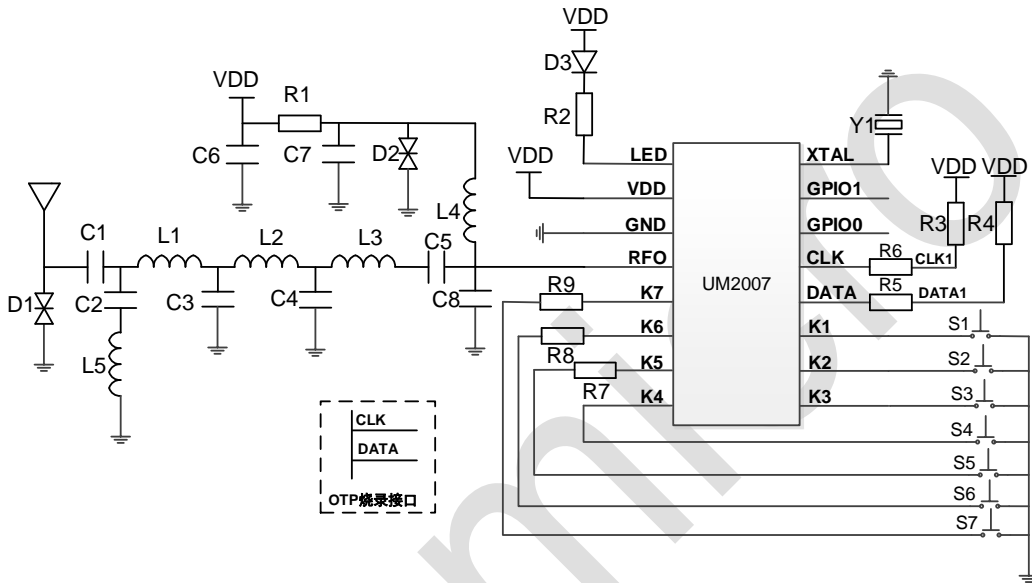 VDD
D3
R2
VDD
R1
C6
C7
D2
L4
VDD
Y1
VDD
VDD
R3
R4
LED
VDD
GND
RFO
K7
K6
K5
K4
UM2007
XTAL
GPIO1
GPIO0
CLK
DATA
K1
K2
K3
R6
CLK1
R5
DATA1
C1
L1
L2
L3
C5
C8
D1
C2
C3
C4
L5
R9
R8
R7
S1
S2
S3
S4
S5
S6
S7
CLK
DATA
OTP烧录接口
micro